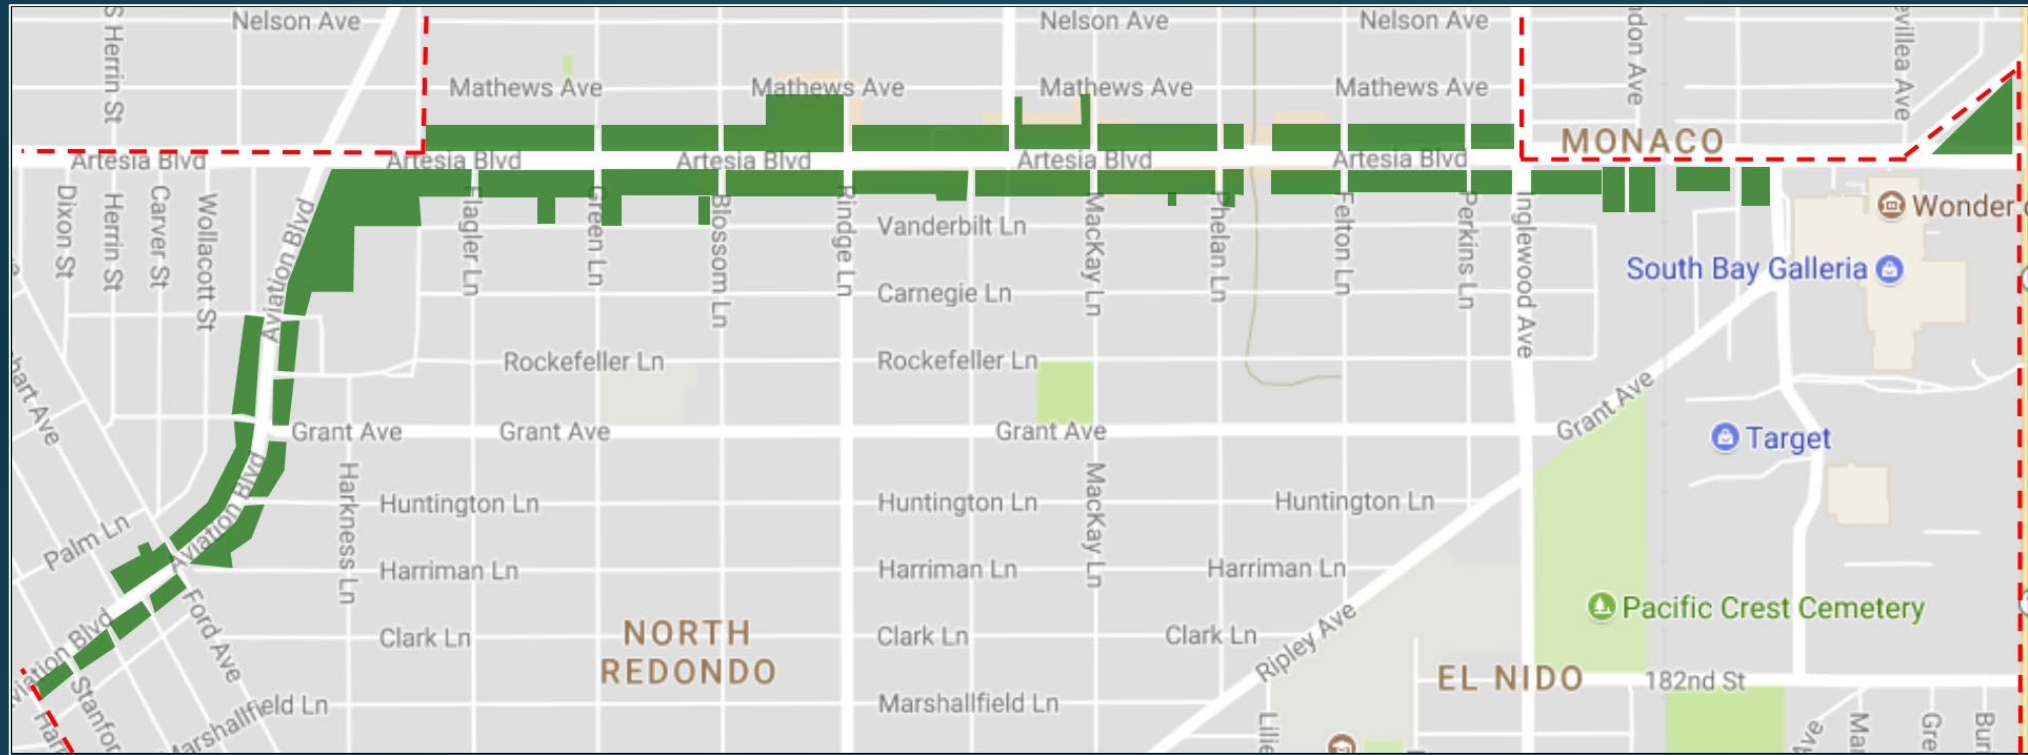 Nelson Ave
Nelson Ave
Nelson Ave
S Herrin St
Mathews Ave
Mathews Ave
Mathews Ave
Mathews Ave
MONACO
Artesia Blvd
Artesia Blvd
Artesia Blvd
Artesia Blvd
Artesia Blvd
Dixon St
Herrin St
Carver St
Wollacott St
Aviation Blvd
Flagler Ln
Green Ln
Blossom Ln
Rindge Ln
Vanderbilt Ln
MacKay Ln
Phelan Ln
Felton Ln
Perkins Ln
Inglewood Ave
Wonder
South Bay Galleria
Carnegie Ln
Rockefeller Ln
Rockefeller Ln
Grant Ave
Grant Ave
Grant Ave
Grant Ave
Target
Aviation Blvd
Harkness Ln
Huntington Ln
Huntington Ln
Huntington Ln
MacKay Ln
Palm Ln
Harriman Ln
Harriman Ln
Harriman Ln
Ford Ave
Pacific Crest Cemetery
Clark Ln
NORTH
REDONDO
Clark Ln
Clark Ln
Ripley Ave
EL NIDO
182nd St
Marshallfield Ln
Marshallfield Ln